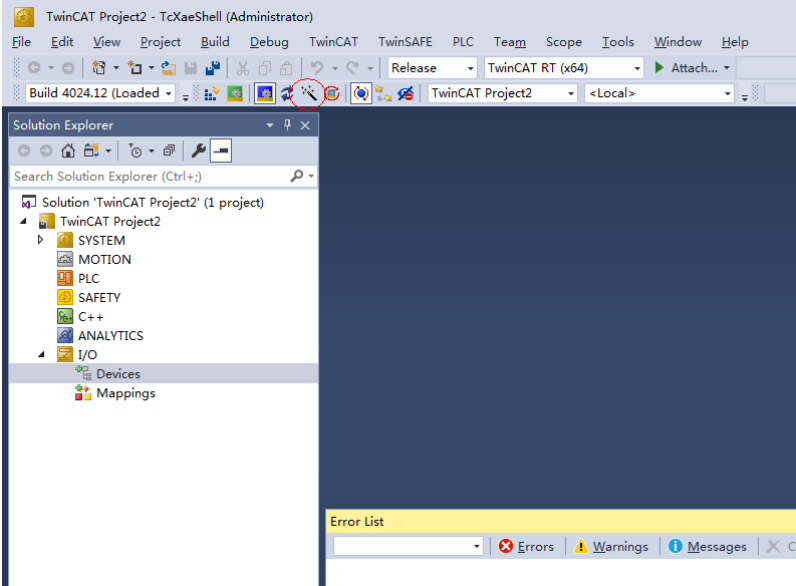 TwinCAT Project2 - TcXaeShell (Administrator)
File Edit View Project Build Debug TwinCAT TwinSAFE PLC Team Scope Tools Window Help
Release TwinCAT RT (x64) Attach...
Build 4024.12 (Loaded TwinCAT Project2 <Local>
Solution Explorer
Search Solution Explorer (Ctrl+;)
Solution 'TwinCAT Project2' (1 project)
TwinCAT Project2
SYSTEM
MOTION
PLC
SAFETY
C++
ANALYTICS
I/O
Devices
Mappings
Error List
Errors Warnings Messages C